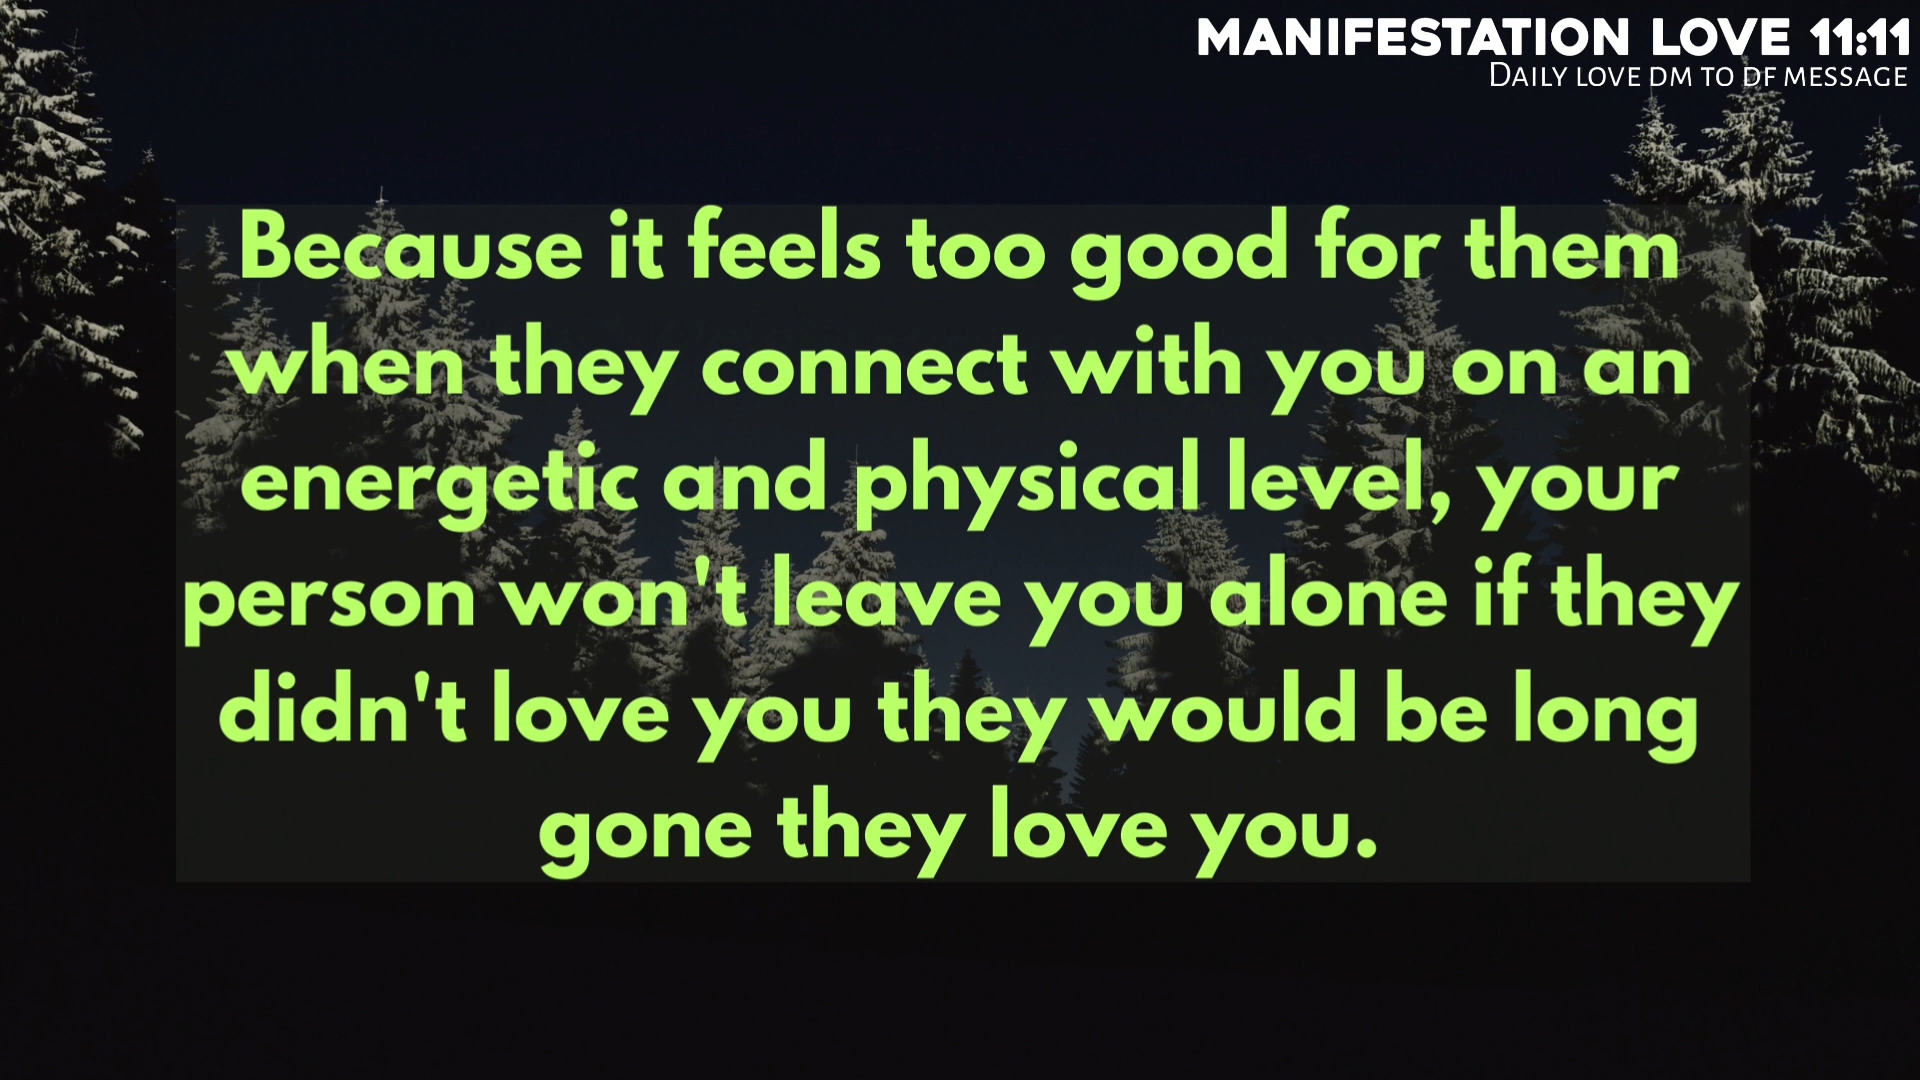 MANIFESTATION LOVE 11:11
DAILY LOVE DM TO DF MESSAGE
Because it feels too good for them
when they connect with you on an
energetic and physical level, your
person won't leave you alone if they
didn't love you they would be long
gone they love you.